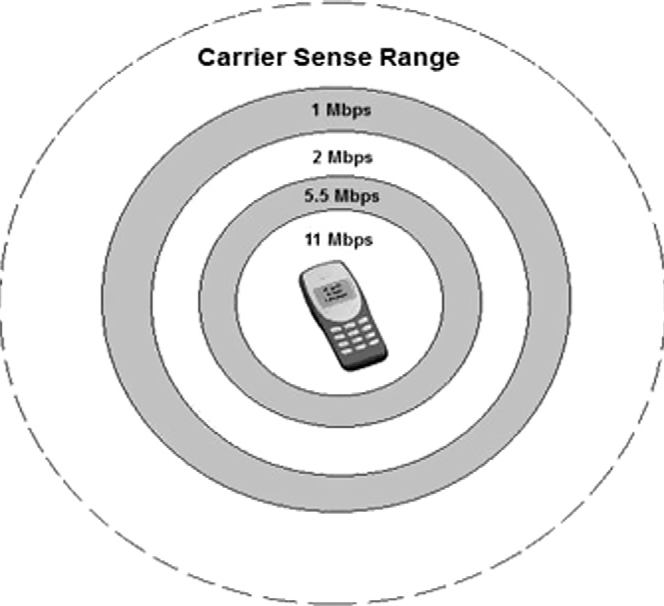 Carrier Sense Range
1 Mbps
2 Mbps
5.5 Mbps
11 Mbps